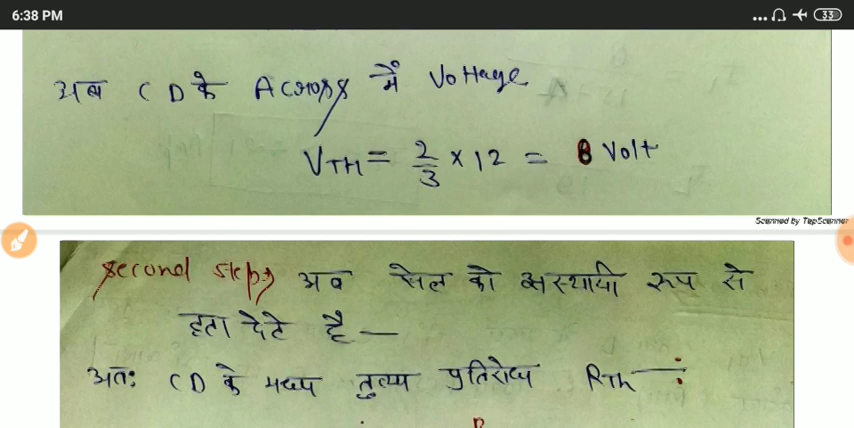 6:38 PM
33
अब CD के Across में Voltage
VTH = 2/3 × 12 = 8 Volt
Scanned by TapScanner
second step → अब सेल को अस्थायी रूप से
हटा देते है —
अतः CD के मध्य तुल्य प्रतिरोध RTh :
R